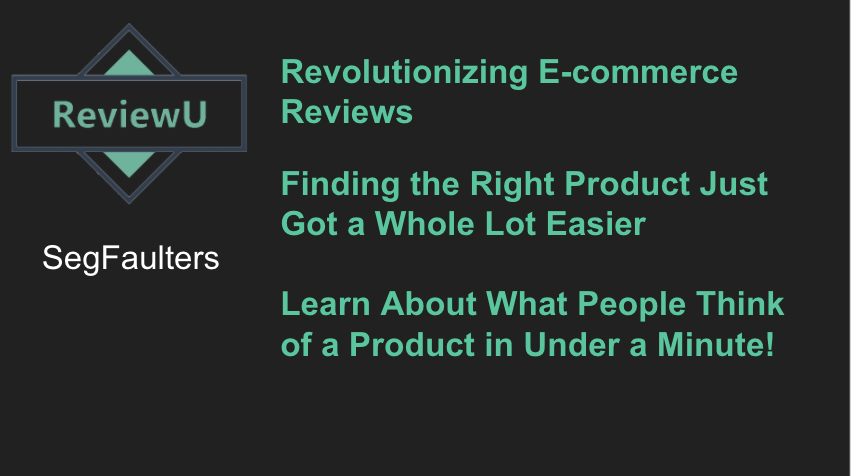 ReviewU
SegFaulters
Revolutionizing E-commerce
Reviews
Finding the Right Product Just
Got a Whole Lot Easier
Learn About What People Think
of a Product in Under a Minute!